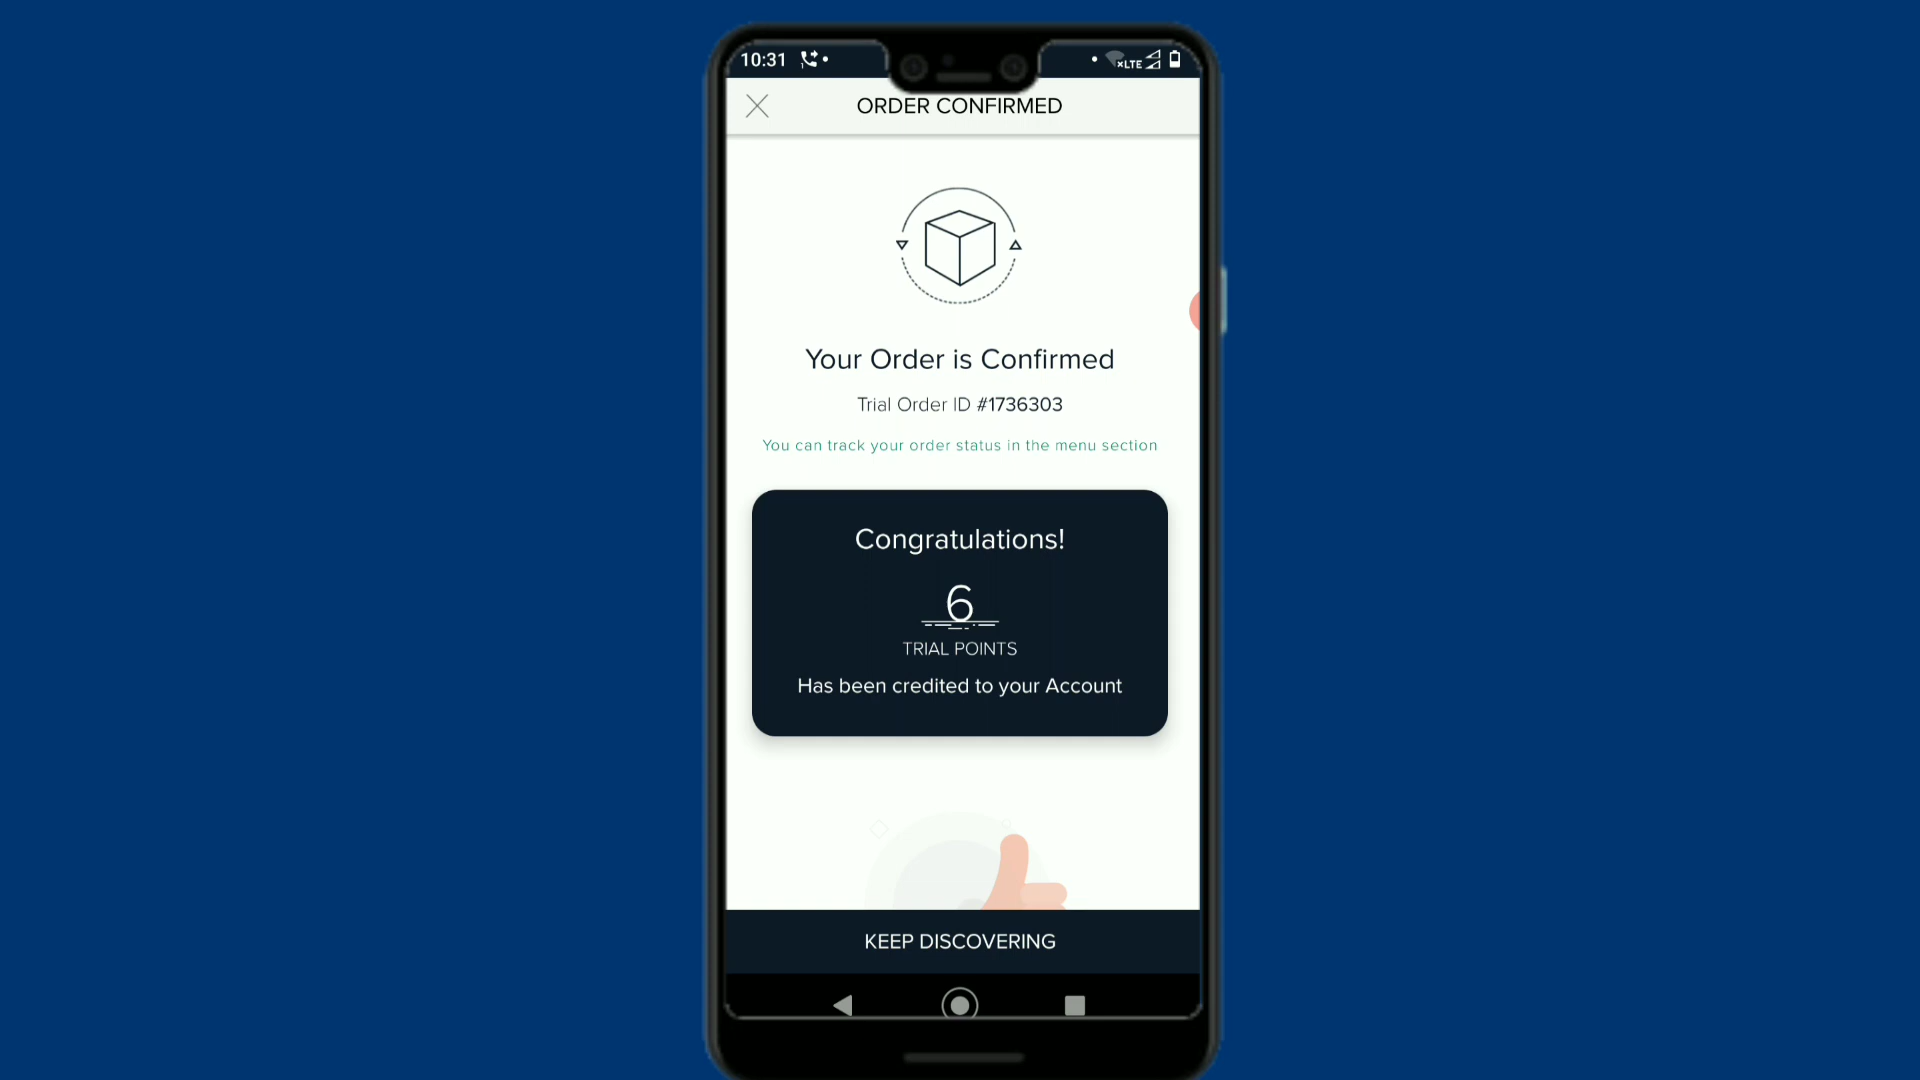 10:31
xLTE
ORDER CONFIRMED
Your Order is Confirmed
Trial Order ID #1736303
You can track your order status in the menu section
Congratulations!
6
TRIAL POINTS
Has been credited to your Account
KEEP DISCOVERING